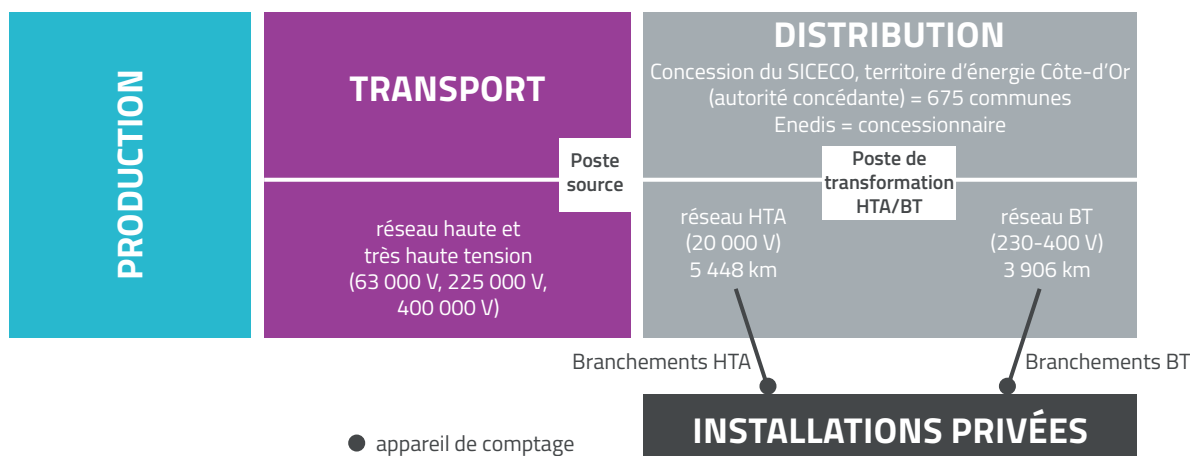 PRODUCTION
TRANSPORT
réseau haute et
très haute tension
(63 000 V, 225 000 V,
400 000 V)
Poste
source
DISTRIBUTION
Concession du SICECO, territoire d'énergie Côte-d'Or
(autorité concédante) = 675 communes
Enedis = concessionnaire
Poste de
transformation
HTA/BT
réseau HTA
(20 000 V)
5 448 km
réseau BT
(230-400 V)
3 906 km
Branchements HTA
Branchements BT
INSTALLATIONS PRIVÉES
appareil de comptage